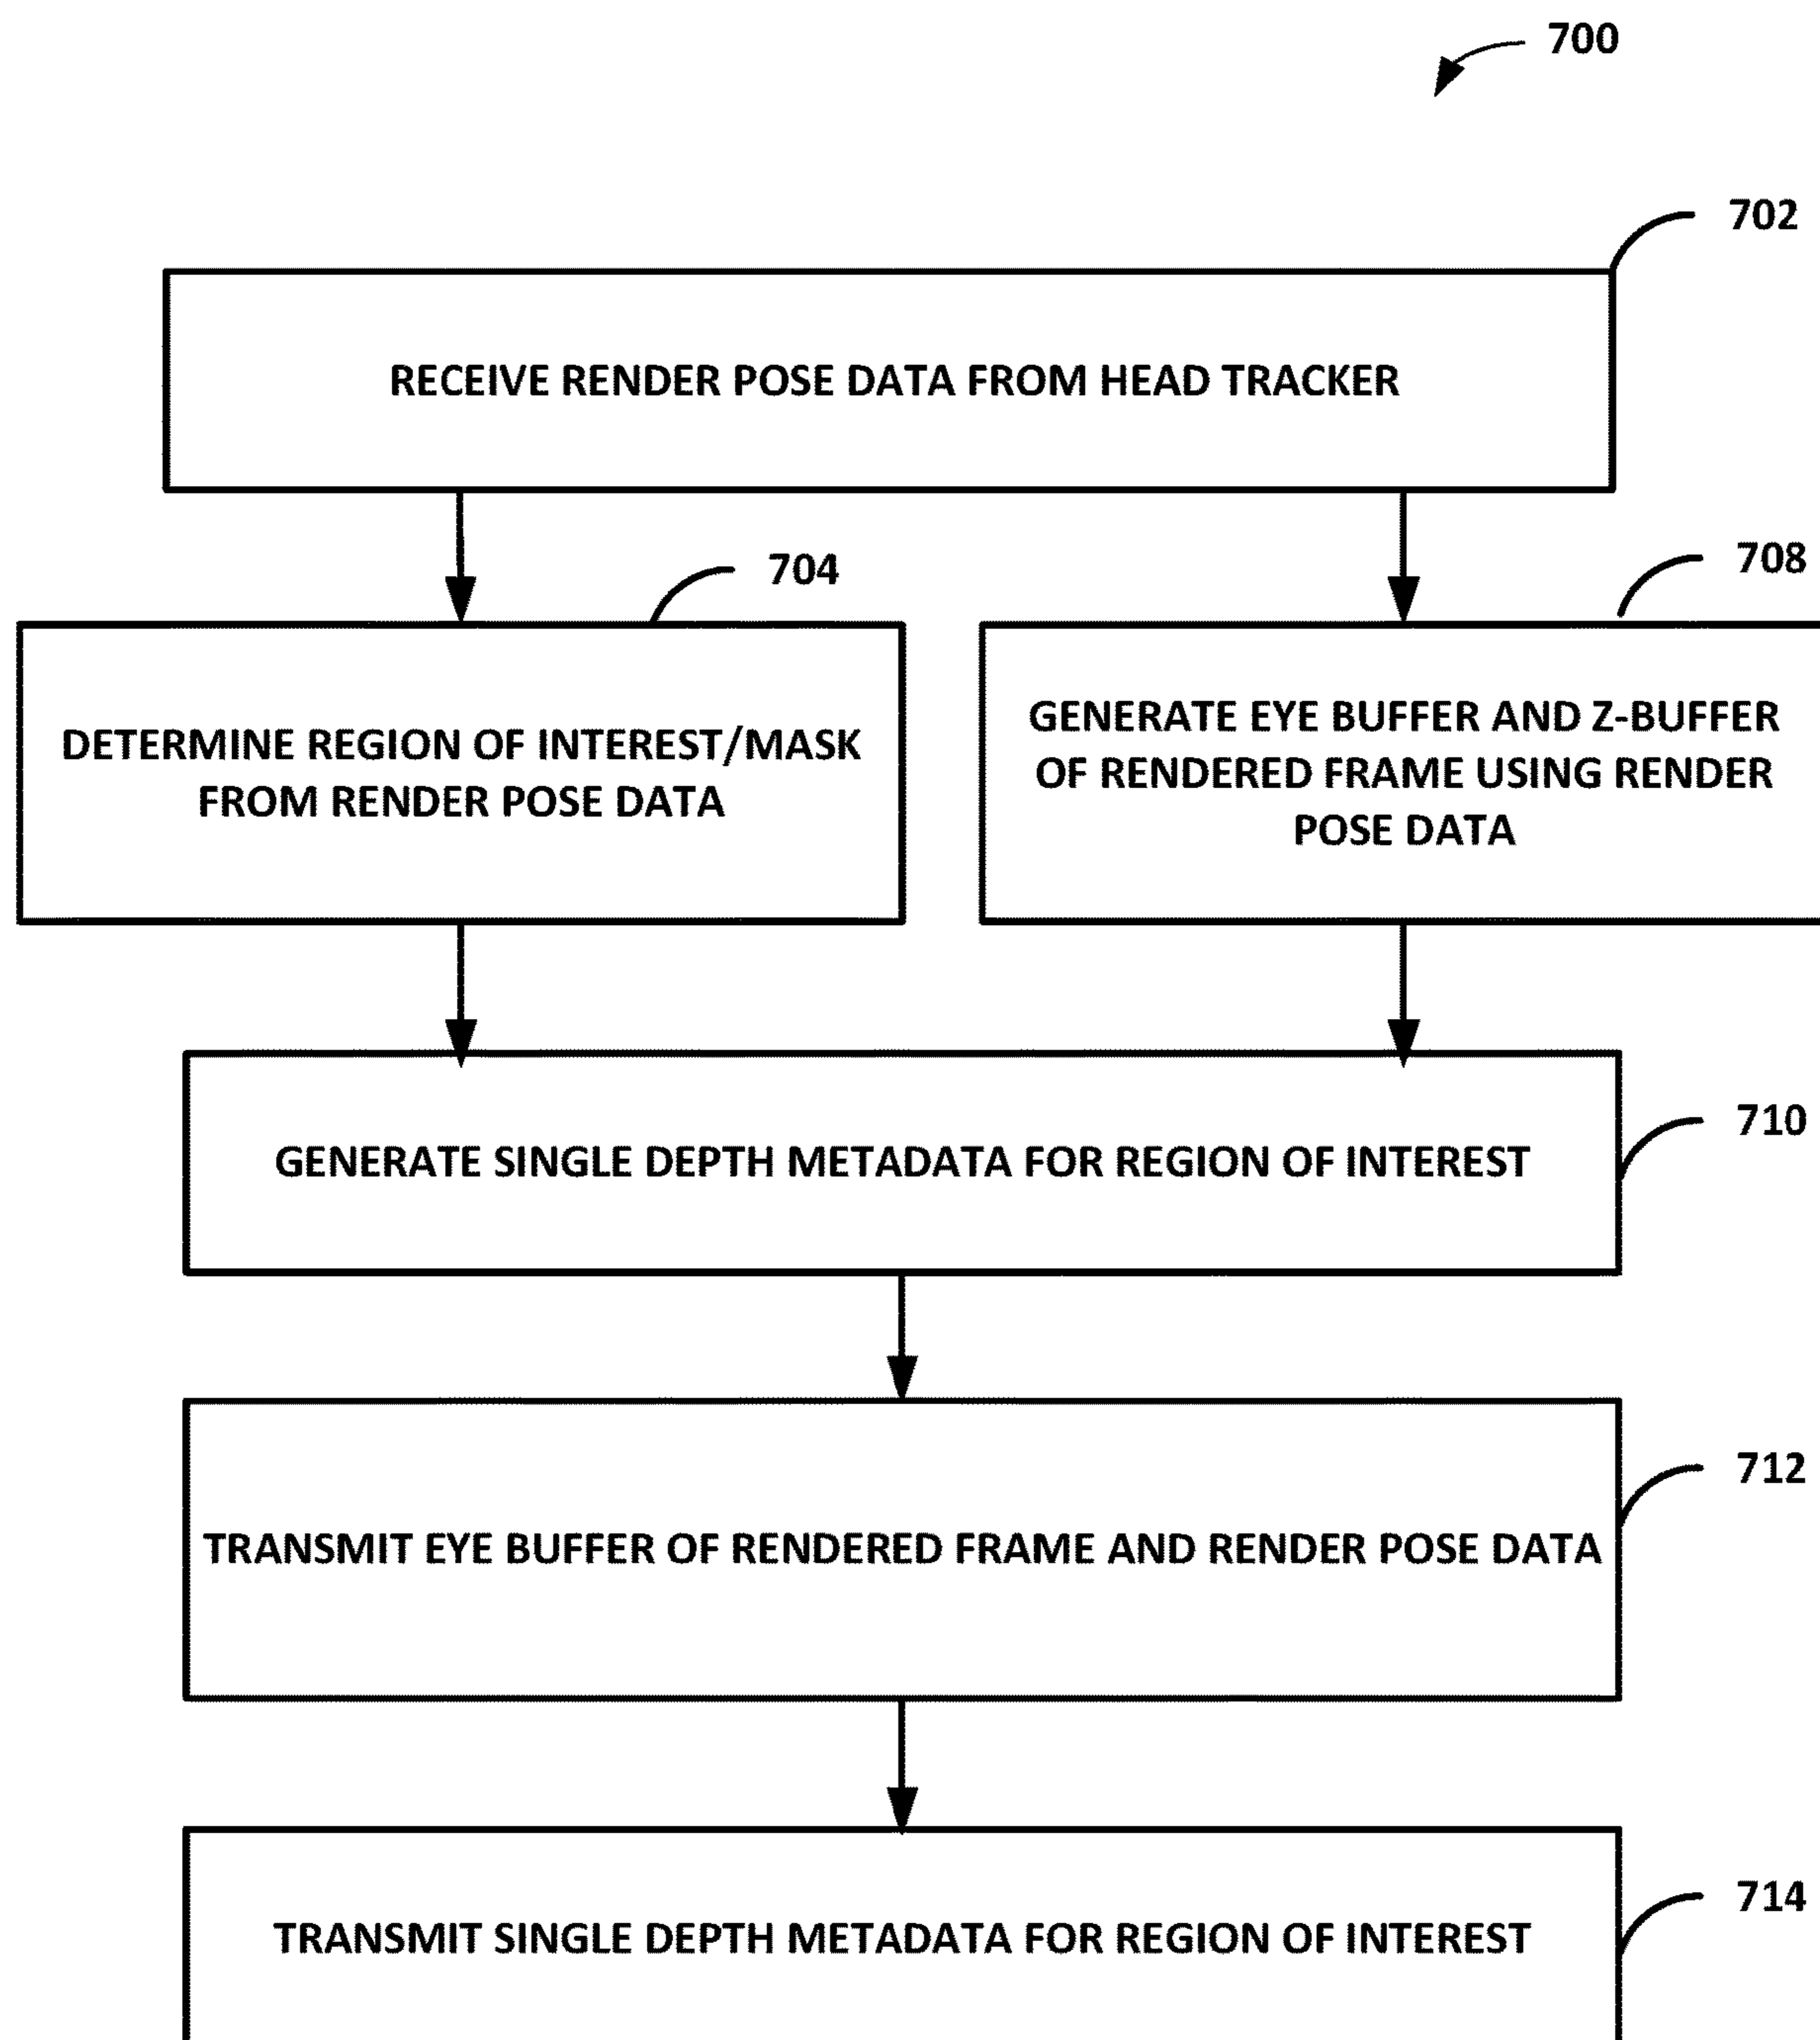 700
702
RECEIVE RENDER POSE DATA FROM HEAD TRACKER
704
708
DETERMINE REGION OF INTEREST/MASK
FROM RENDER POSE DATA
GENERATE EYE BUFFER AND Z-BUFFER
OF RENDERED FRAME USING RENDER
POSE DATA
710
GENERATE SINGLE DEPTH METADATA FOR REGION OF INTEREST
712
TRANSMIT EYE BUFFER OF RENDERED FRAME AND RENDER POSE DATA
714
TRANSMIT SINGLE DEPTH METADATA FOR REGION OF INTEREST